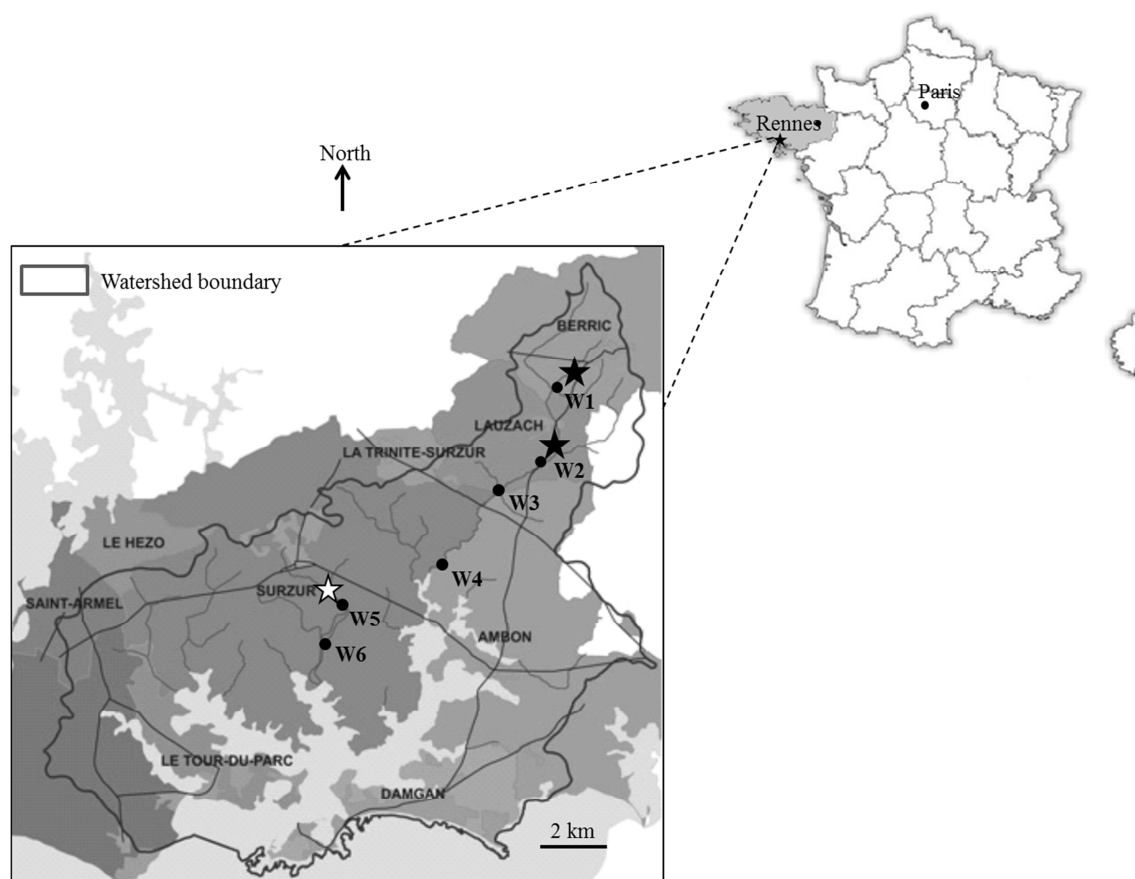 Paris
Rennes
North
Watershed boundary
BERRIC
W1
LAUZACH
LA TRINITE-SURZUR
W2
W3
LE HEZO
W4
SURZUR
SAINT-ARMEL
W5
AMBON
W6
LE TOUR-DU-PARC
DAMGAN
2 km